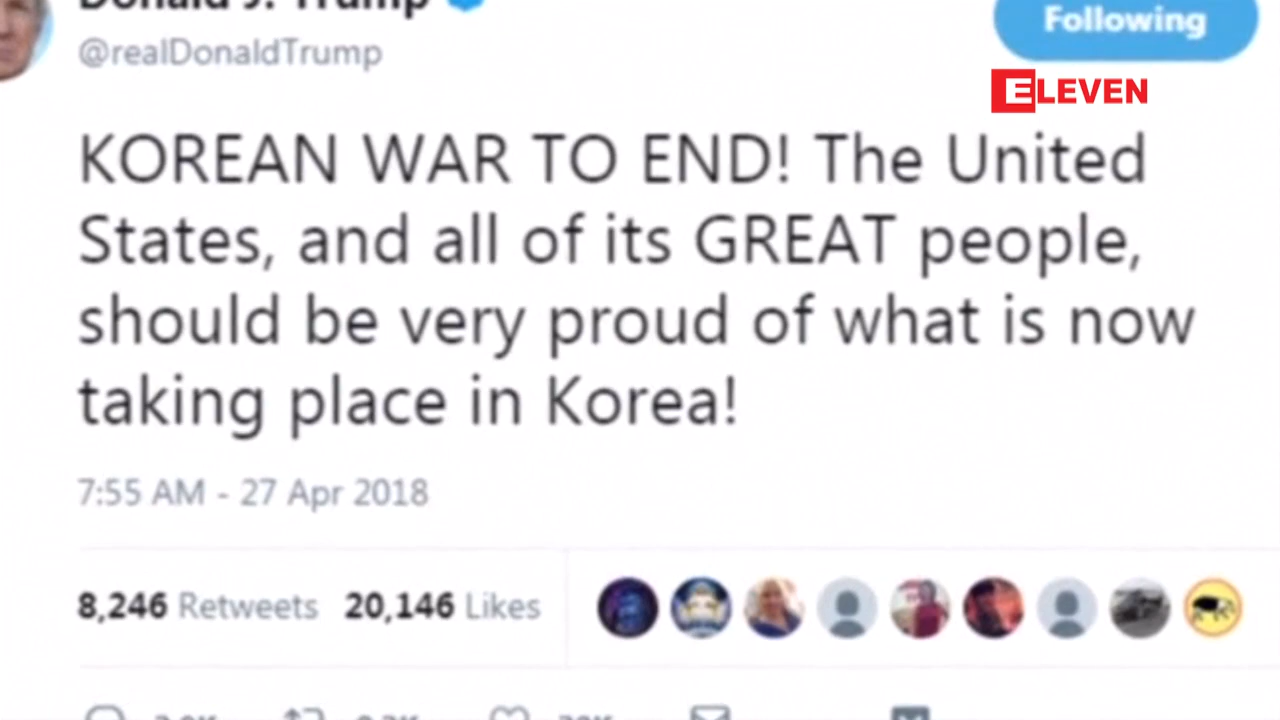 Donald J. Trump
@realDonaldTrump
Following
ELEVEN
KOREAN WAR TO END! The United
States, and all of its GREAT people,
should be very proud of what is now
taking place in Korea!
7:55 AM - 27 Apr 2018
8,246 Retweets 20,146 Likes